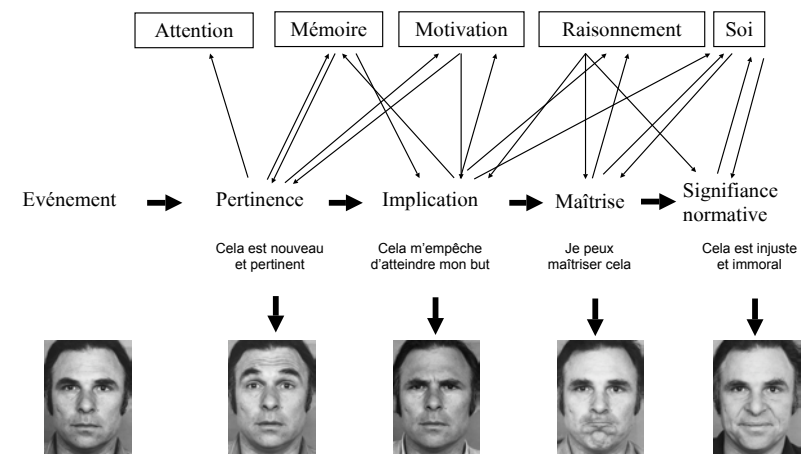 Attention
Mémoire
Motivation
Raisonnement
Soi
Evénement
Pertinence
Implication
Maîtrise
Signifiance
normative
Cela est nouveau
et pertinent
Cela m'empêche
d'atteindre mon but
Je peux
maîtriser cela
Cela est injuste
et immoral